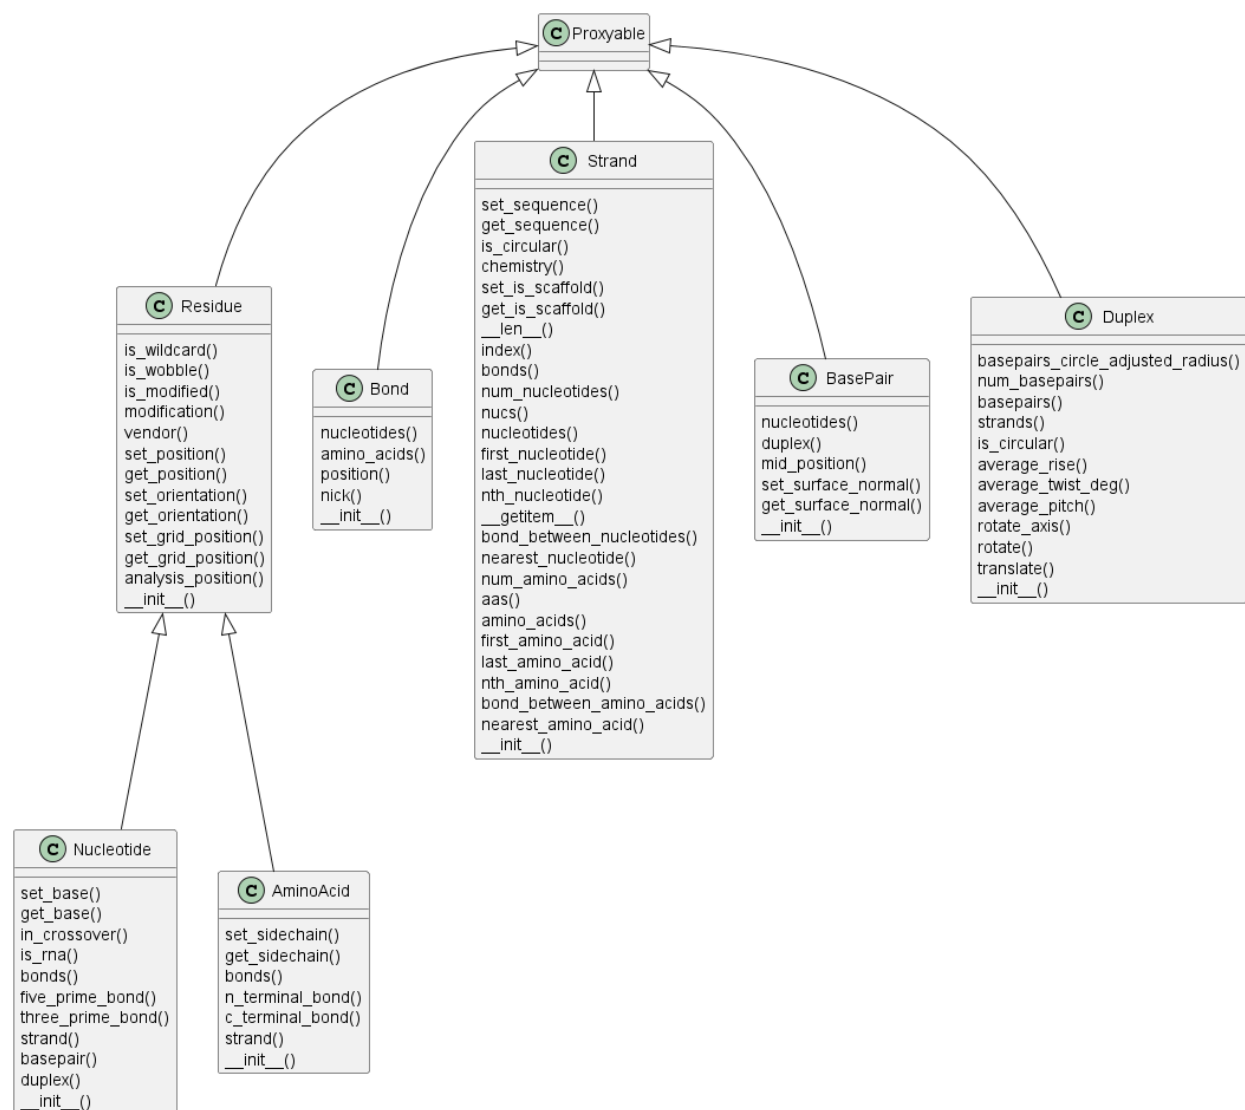 C Proxyable
C Strand
set_sequence()
get_sequence()
is_circular()
chemistry()
set_is_scaffold()
get_is_scaffold()
__len__()
index()
bonds()
num_nucleotides()
nucs()
nucleotides()
first_nucleotide()
last_nucleotide()
nth_nucleotide()
__getitem__()
bond_between_nucleotides()
nearest_nucleotide()
num_amino_acids()
aas()
amino_acids()
first_amino_acid()
last_amino_acid()
nth_amino_acid()
bond_between_amino_acids()
nearest_amino_acid()
__init__()
C Residue
is_wildcard()
is_wobble()
is_modified()
modification()
vendor()
set_position()
get_position()
set_orientation()
get_orientation()
set_grid_position()
get_grid_position()
analysis_position()
__init__()
C Bond
nucleotides()
amino_acids()
position()
nick()
__init__()
C BasePair
nucleotides()
duplex()
mid_position()
set_surface_normal()
get_surface_normal()
__init__()
C Duplex
basepairs_circle_adjusted_radius()
num_basepairs()
basepairs()
strands()
is_circular()
average_rise()
average_twist_deg()
average_pitch()
rotate_axis()
rotate()
translate()
__init__()
C Nucleotide
set_base()
get_base()
in_crossover()
is_rna()
bonds()
five_prime_bond()
three_prime_bond()
strand()
basepair()
duplex()
__init__()
C AminoAcid
set_sidechain()
get_sidechain()
bonds()
n_terminal_bond()
c_terminal_bond()
strand()
__init__()